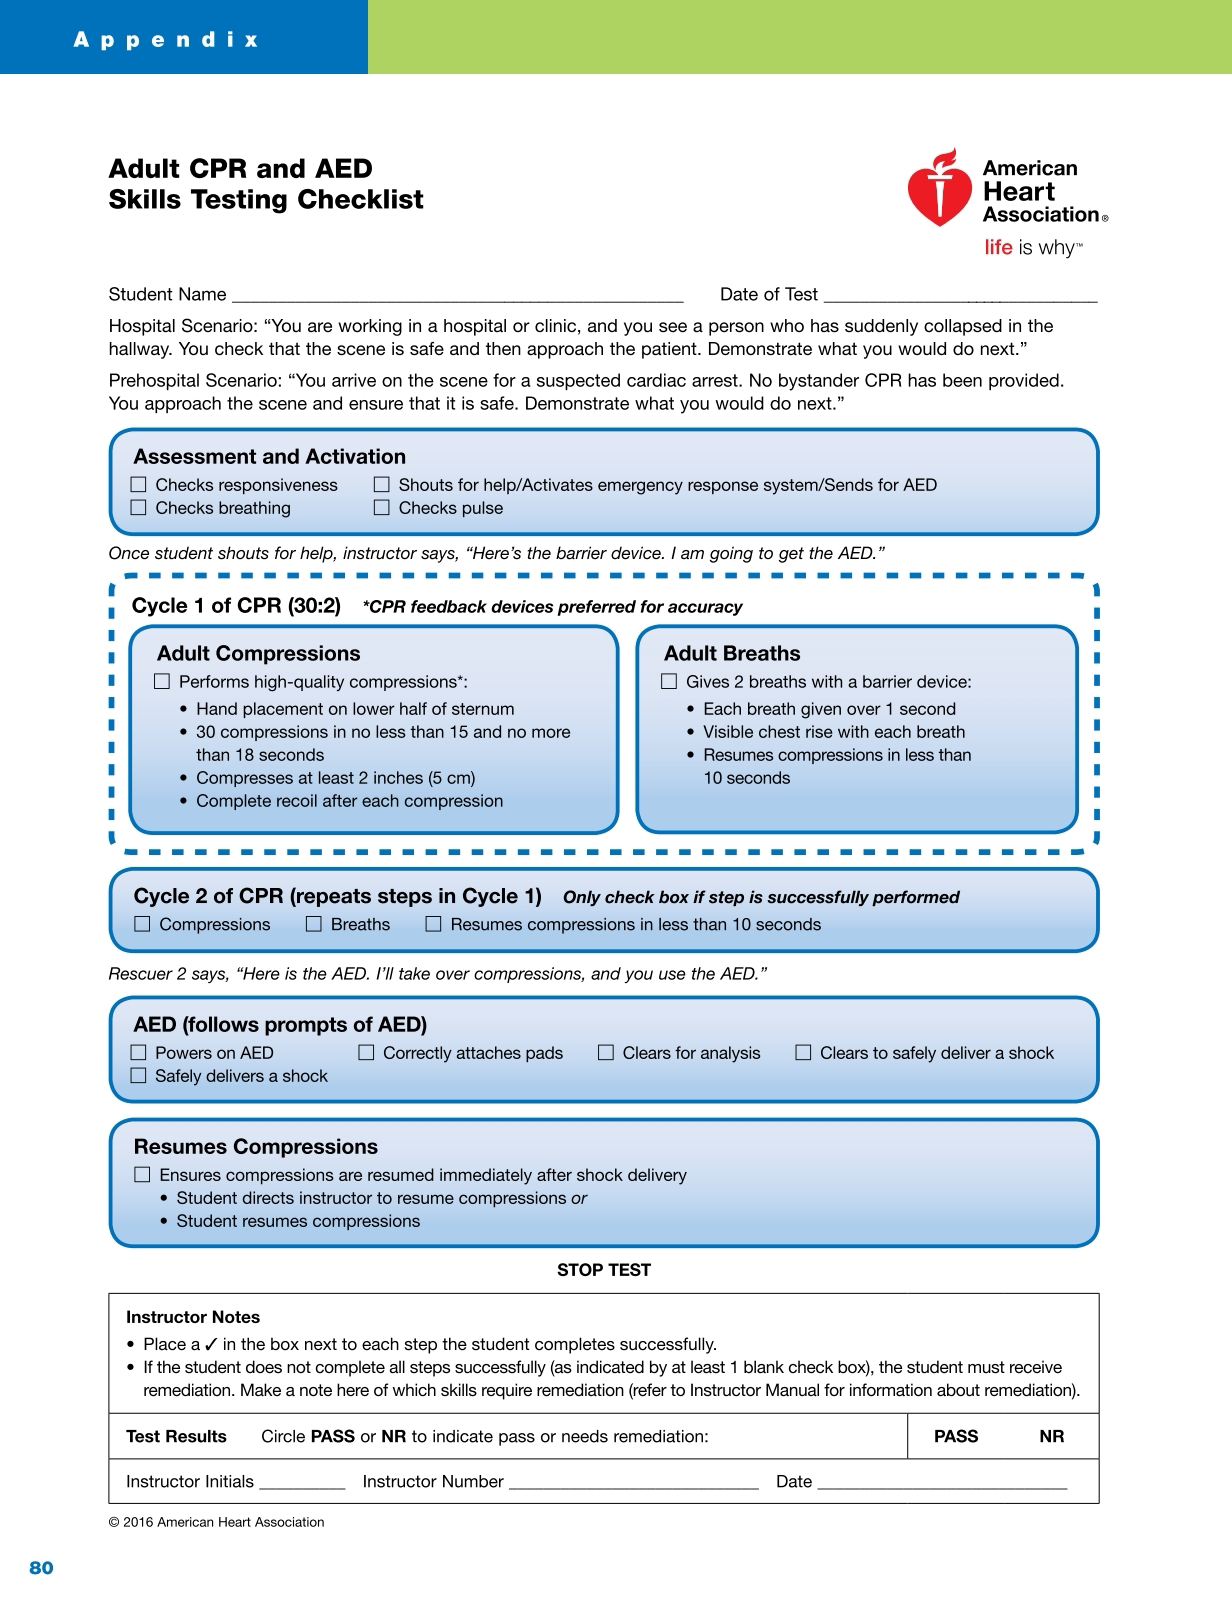 Appendix
Adult CPR and AED
Skills Testing Checklist
American
Heart
Association®
life is why™
Student Name ______________________________________________ Date of Test ____________________________
Hospital Scenario: “You are working in a hospital or clinic, and you see a person who has suddenly collapsed in the
hallway. You check that the scene is safe and then approach the patient. Demonstrate what you would do next.”
Prehospital Scenario: “You arrive on the scene for a suspected cardiac arrest. No bystander CPR has been provided.
You approach the scene and ensure that it is safe. Demonstrate what you would do next.”
Assessment and Activation
☐ Checks responsiveness ☐ Shouts for help/Activates emergency response system/Sends for AED
☐ Checks breathing ☐ Checks pulse
Once student shouts for help, instructor says, “Here’s the barrier device. I am going to get the AED.”
Cycle 1 of CPR (30:2) *CPR feedback devices preferred for accuracy
Adult Compressions
☐ Performs high-quality compressions*:
• Hand placement on lower half of sternum
• 30 compressions in no less than 15 and no more
than 18 seconds
• Compresses at least 2 inches (5 cm)
• Complete recoil after each compression
Adult Breaths
☐ Gives 2 breaths with a barrier device:
• Each breath given over 1 second
• Visible chest rise with each breath
• Resumes compressions in less than
10 seconds
Cycle 2 of CPR (repeats steps in Cycle 1) Only check box if step is successfully performed
☐ Compressions ☐ Breaths ☐ Resumes compressions in less than 10 seconds
Rescuer 2 says, “Here is the AED. I’ll take over compressions, and you use the AED.”
AED (follows prompts of AED)
☐ Powers on AED ☐ Correctly attaches pads ☐ Clears for analysis ☐ Clears to safely deliver a shock
☐ Safely delivers a shock
Resumes Compressions
☐ Ensures compressions are resumed immediately after shock delivery
• Student directs instructor to resume compressions or
• Student resumes compressions
STOP TEST
Instructor Notes
• Place a ✓ in the box next to each step the student completes successfully.
• If the student does not complete all steps successfully (as indicated by at least 1 blank check box), the student must receive
remediation. Make a note here of which skills require remediation (refer to Instructor Manual for information about remediation).
Test Results Circle PASS or NR to indicate pass or needs remediation: PASS NR
Instructor Initials _________ Instructor Number __________________________ Date __________________________
© 2016 American Heart Association
80